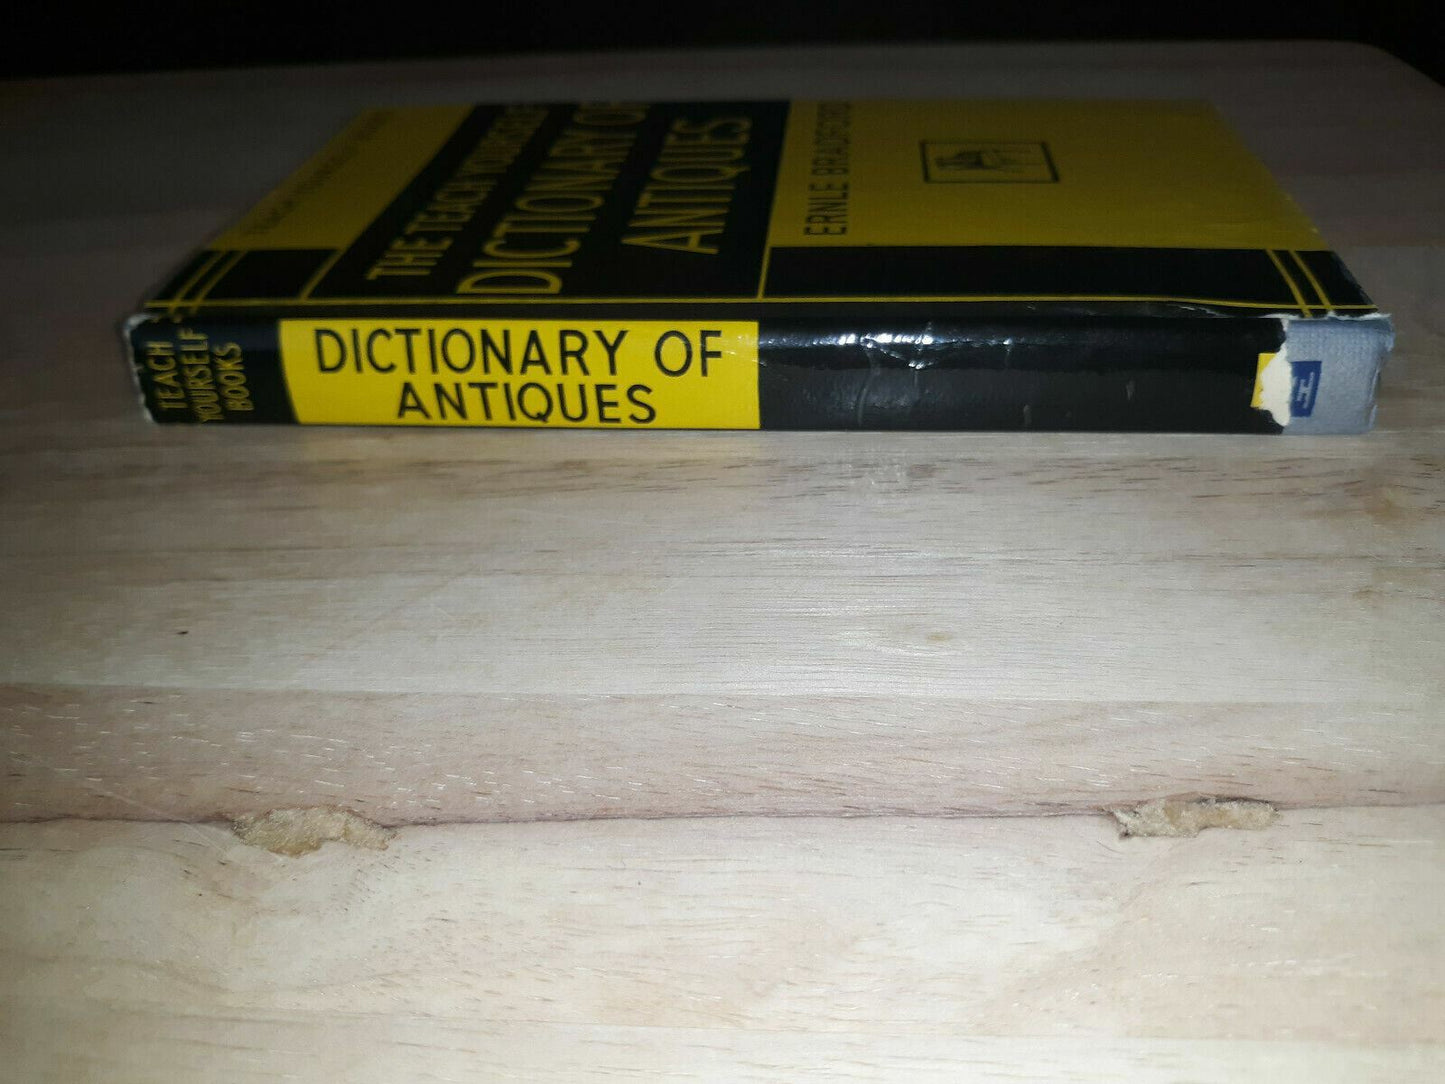 THE TEACH YOURSELF
DICTIONARY OF
ANTIQUES
ERNLE BRADFORD
TEACH
YOURSELF
BOOKS
DICTIONARY OF
ANTIQUES